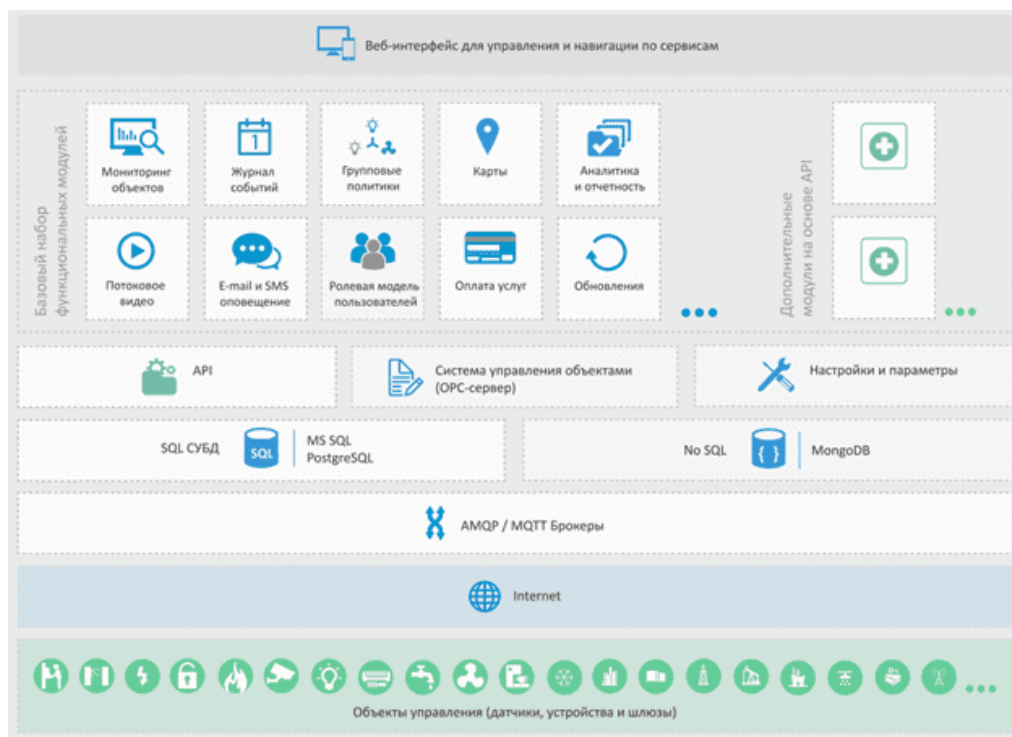 Веб-интерфейс для управления и навигации по сервисам
Базовый набор
функциональных модулей
Мониторинг
объектов
Журнал
событий
Групповые
политики
Карты
Аналитика
и отчетность
Потоковое
видео
E-mail и SMS
оповещение
Ролевая модель
пользователей
Оплата услуг
Обновления
Дополнительные
модули на основе API
1
API
Система управления объектами
(OPC-сервер)
Настройки и параметры
SQL СУБД
SQL
MS SQL
PostgreSQL
No SQL
{ }
MongoDB
AMQP / MQTT Брокеры
Internet
Объекты управления (датчики, устройства и шлюзы)